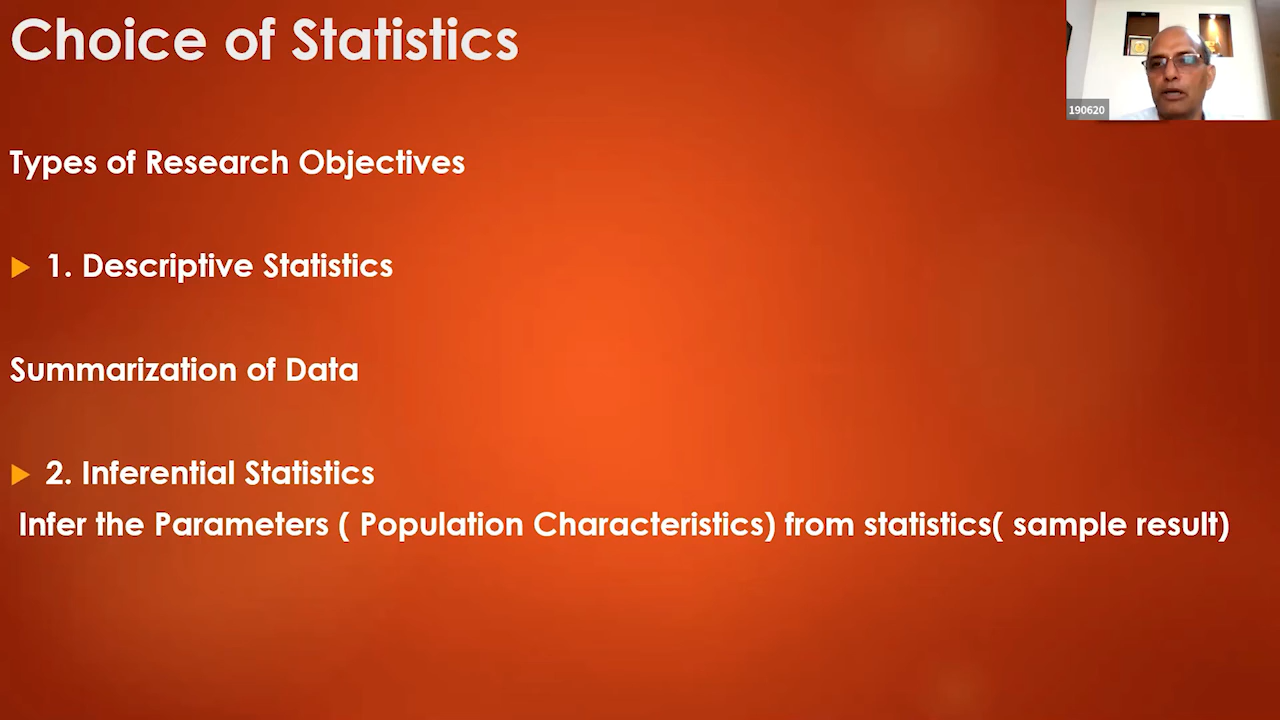 Choice of Statistics
190620
Types of Research Objectives
1. Descriptive Statistics
Summarization of Data
2. Inferential Statistics
Infer the Parameters ( Population Characteristics) from statistics( sample result)